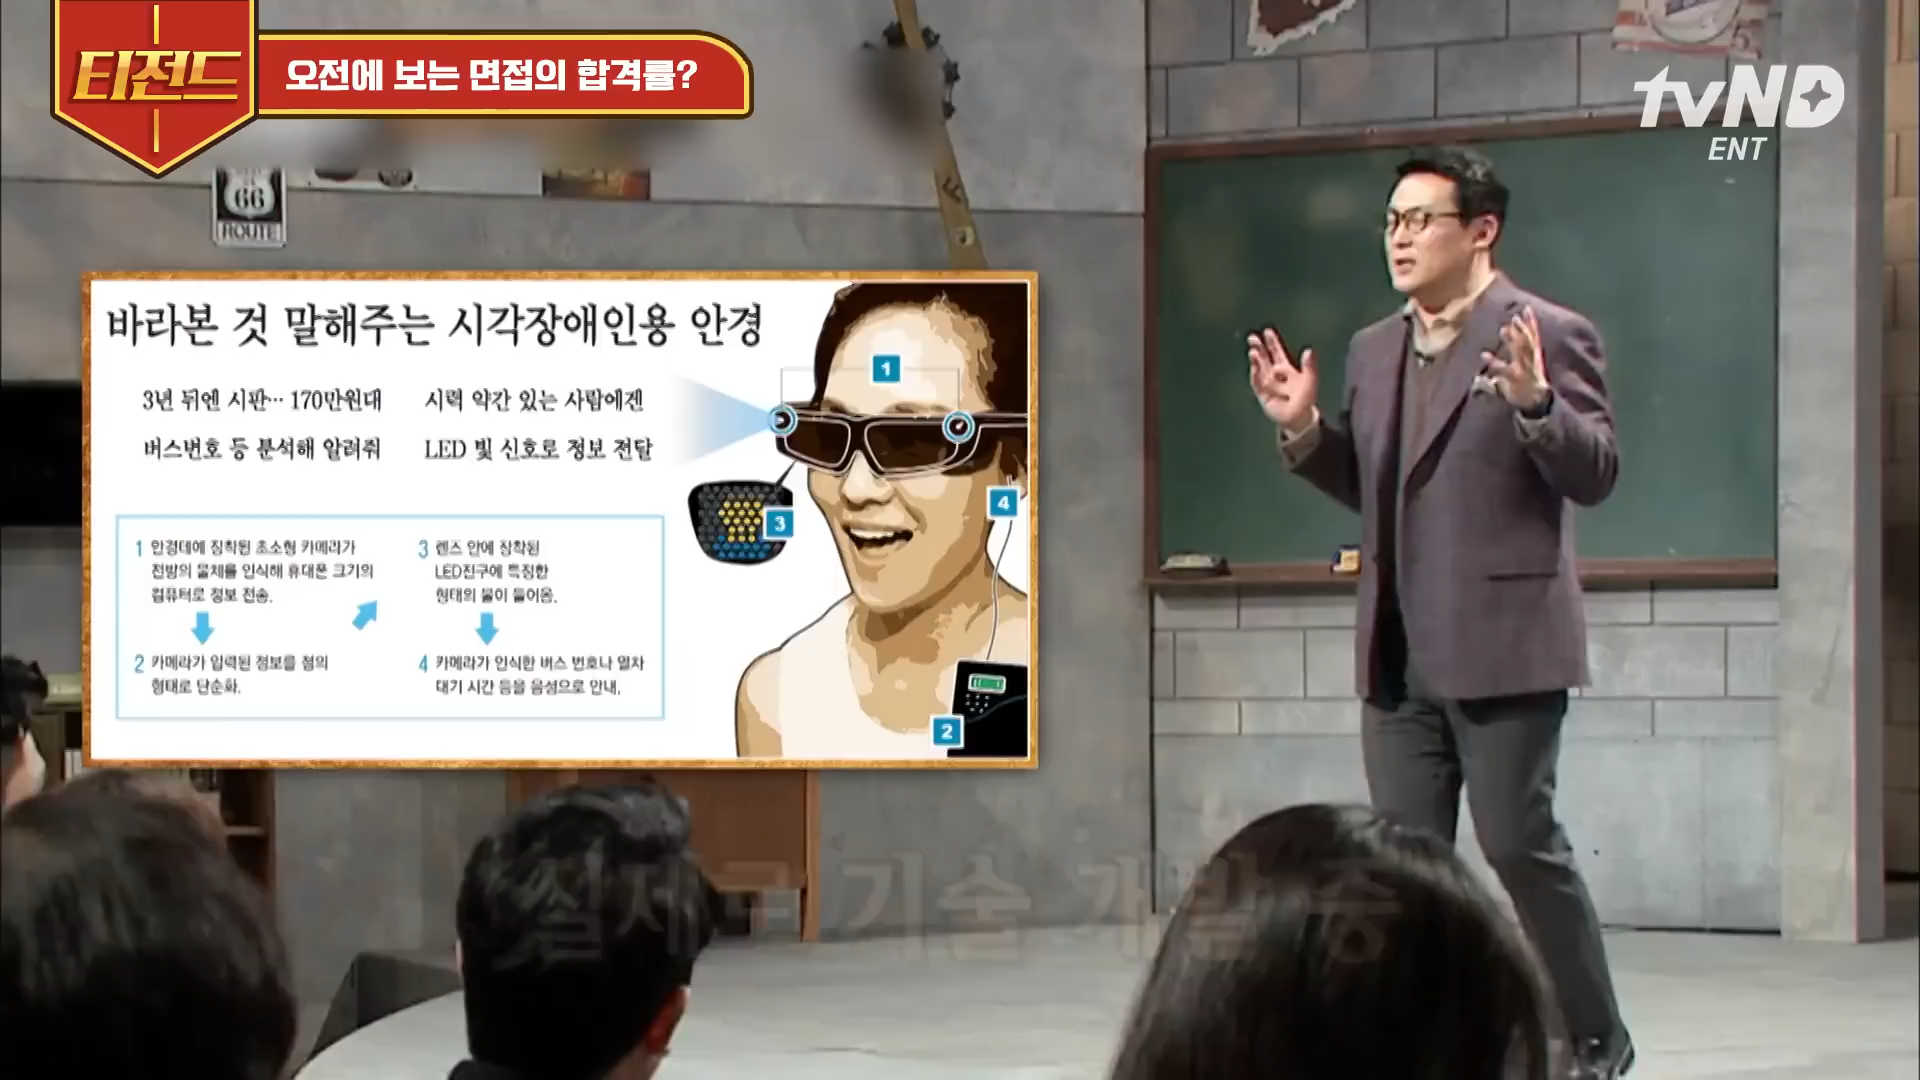 티전드
오전에 보는 면접의 합격률?
tvND
ENT
66
ROUTE
바라본 것 말해주는 시각장애인용 안경
3년 뒤엔 시판… 170만원대
버스번호 등 분석해 알려줘
시력 약간 있는 사람에겐
LED 빛 신호로 정보 전달
1
3
4
2
1 안경테에 장착된 초소형 카메라가
전방의 물체를 인식해 휴대폰 크기의
컴퓨터로 정보 전송.
2 카메라가 입력된 정보를 점의
형태로 단순화.
3 렌즈 안에 장착된
LED전구에 특정한
형태의 불이 들어옴.
4 카메라가 인식한 버스 번호나 열차
대기 시간 등을 음성으로 안내.
기술 개발 중